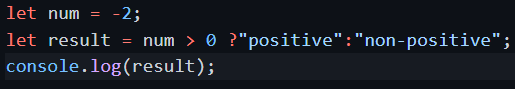 let num = -2;
let result = num > 0 ?"positive":"non-positive";
console.log(result);